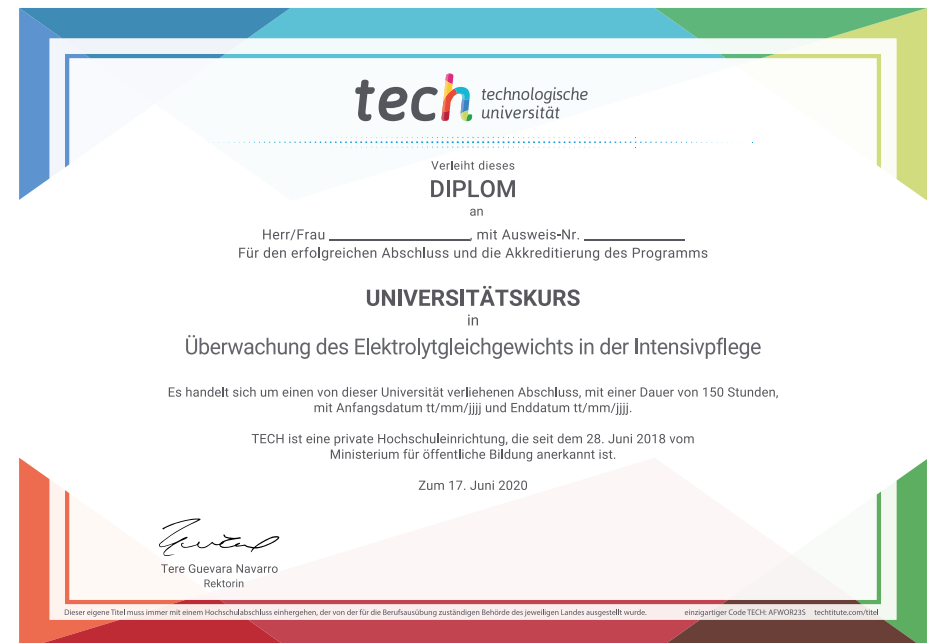 tech technologische
universität
Verleiht dieses
DIPLOM
an
Herr/Frau ____________, mit Ausweis-Nr. ____________
Für den erfolgreichen Abschluss und die Akkreditierung des Programms
UNIVERSITÄTSKURS
in
Überwachung des Elektrolytgleichgewichts in der Intensivpflege
Es handelt sich um einen von dieser Universität verliehenen Abschluss, mit einer Dauer von 150 Stunden,
mit Anfangsdatum tt/mm/jjjj und Enddatum tt/mm/jjjj.
TECH ist eine private Hochschuleinrichtung, die seit dem 28. Juni 2018 vom
Ministerium für öffentliche Bildung anerkannt ist.
Zum 17. Juni 2020
Tere Guevara Navarro
Rektorin
Dieser eigene Titel muss immer mit einem Hochschulabschluss einhergehen, der von der für die Berufsausübung zuständigen Behörde des jeweiligen Landes ausgestellt wurde. einzigartiger Code TECH: AFWOR23S techtitute.com/titel